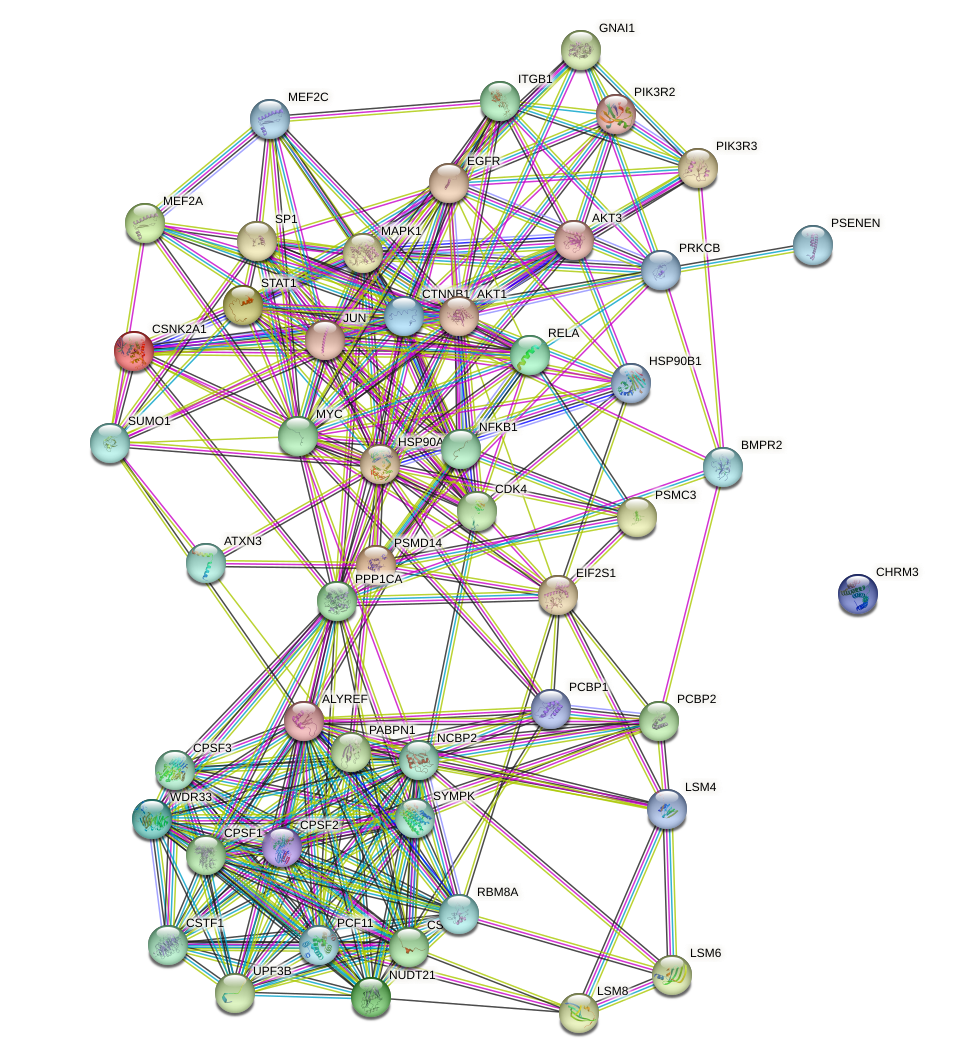 GNAI1
ITGB1
PIK3R2
MEF2C
PIK3R3
EGFR
MEF2A
SP1
AKT3
PSENEN
MAPK1
PRKCB
STAT1
CTNNB1
AKT1
JUN
CSNK2A1
RELA
HSP90B1
SUMO1
MYC
NFKB1
HSP90A
BMPR2
CDK4
PSMC3
ATXN3
PSMD14
PPP1CA
EIF2S1
CHRM3
PCBP1
ALYREF
PCBP2
PABPN1
NCBP2
CPSF3
LSM4
WDR33
SYMPK
CPSF1
CPSF2
RBM8A
CSTF1
PCF11
CS
LSM6
UPF3B
NUDT21
LSM8